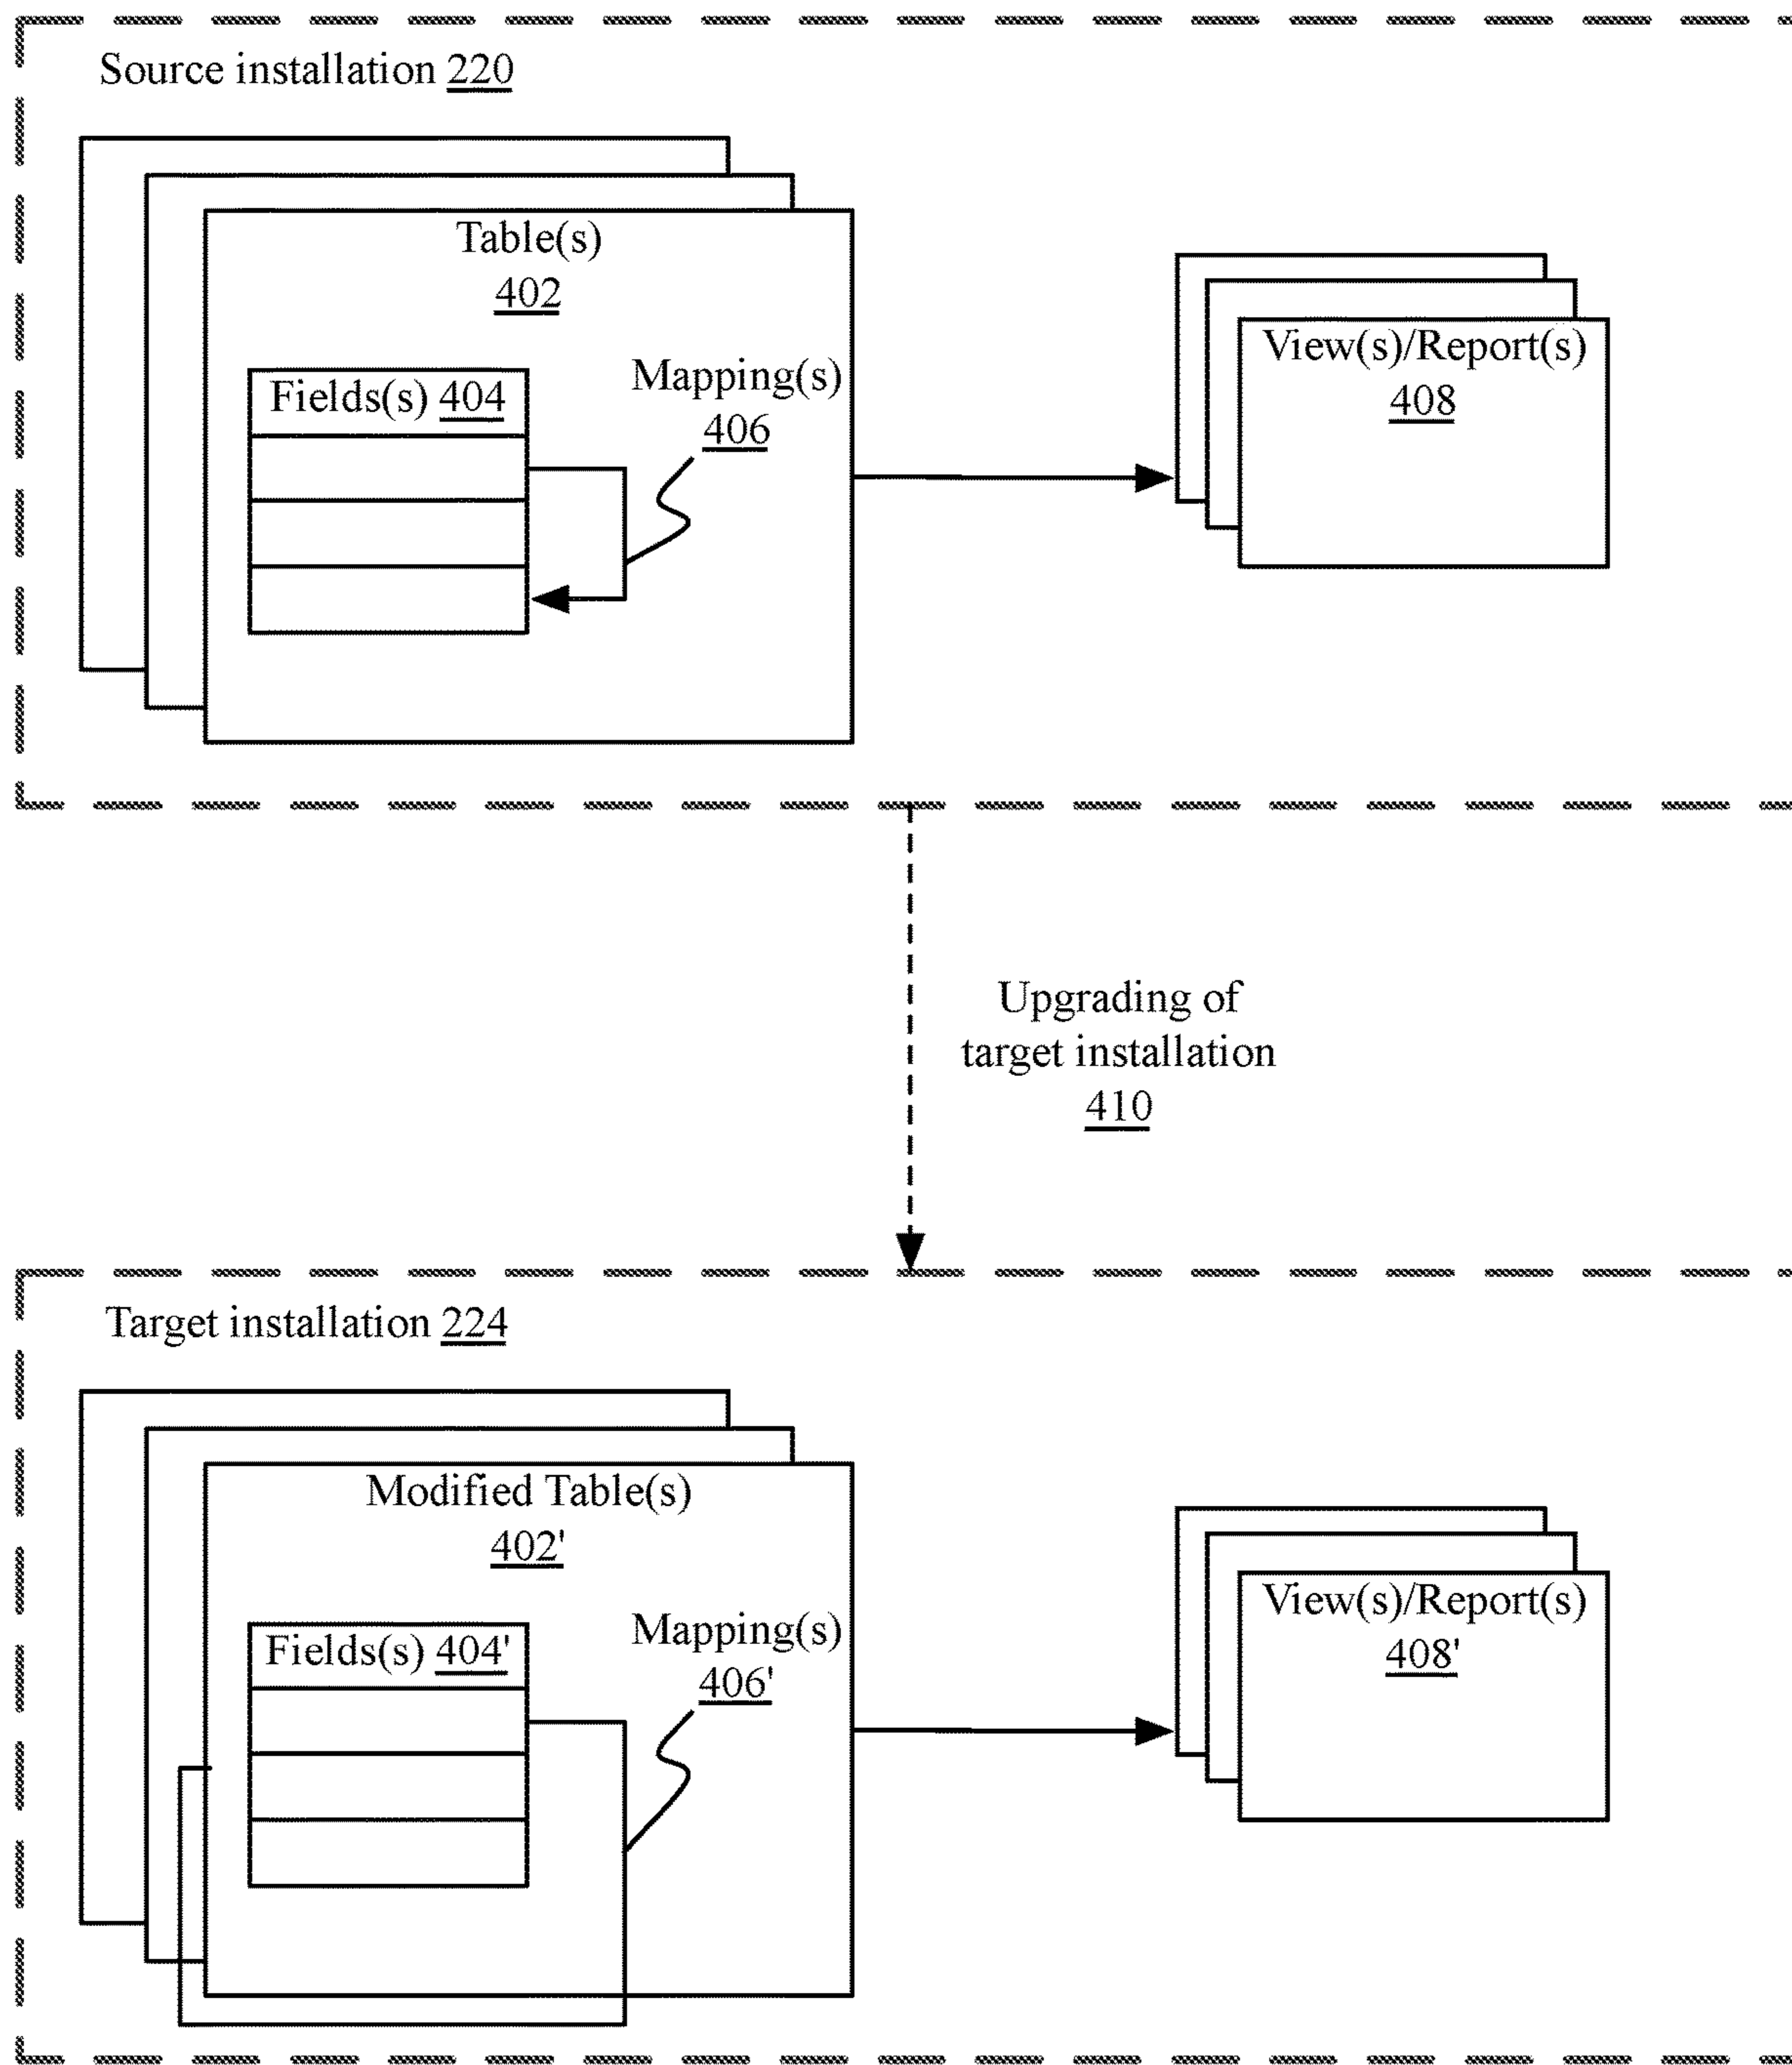 Source installation 220
Table(s)
402
Fields(s) 404
Mapping(s)
406
View(s)/Report(s)
408
Upgrading of
target installation
410
Target installation 224
Modified Table(s)
402'
Fields(s) 404'
Mapping(s)
406'
View(s)/Report(s)
408'